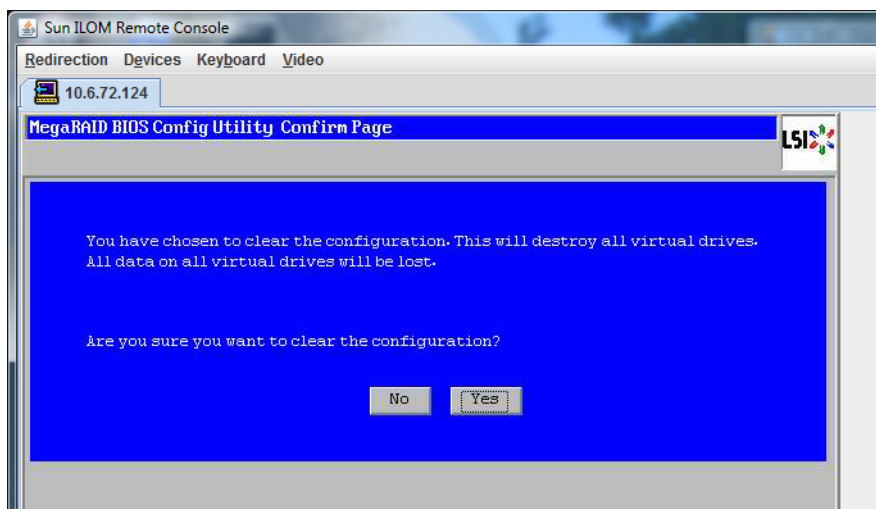 Sun ILOM Remote Console
Redirection Devices Keyboard Video
10.6.72.124
MegaRAID BIOS Config Utility Confirm Page
LSI
You have chosen to clear the configuration. This will destroy all virtual drives.
All data on all virtual drives will be lost.
Are you sure you want to clear the configuration?
No Yes